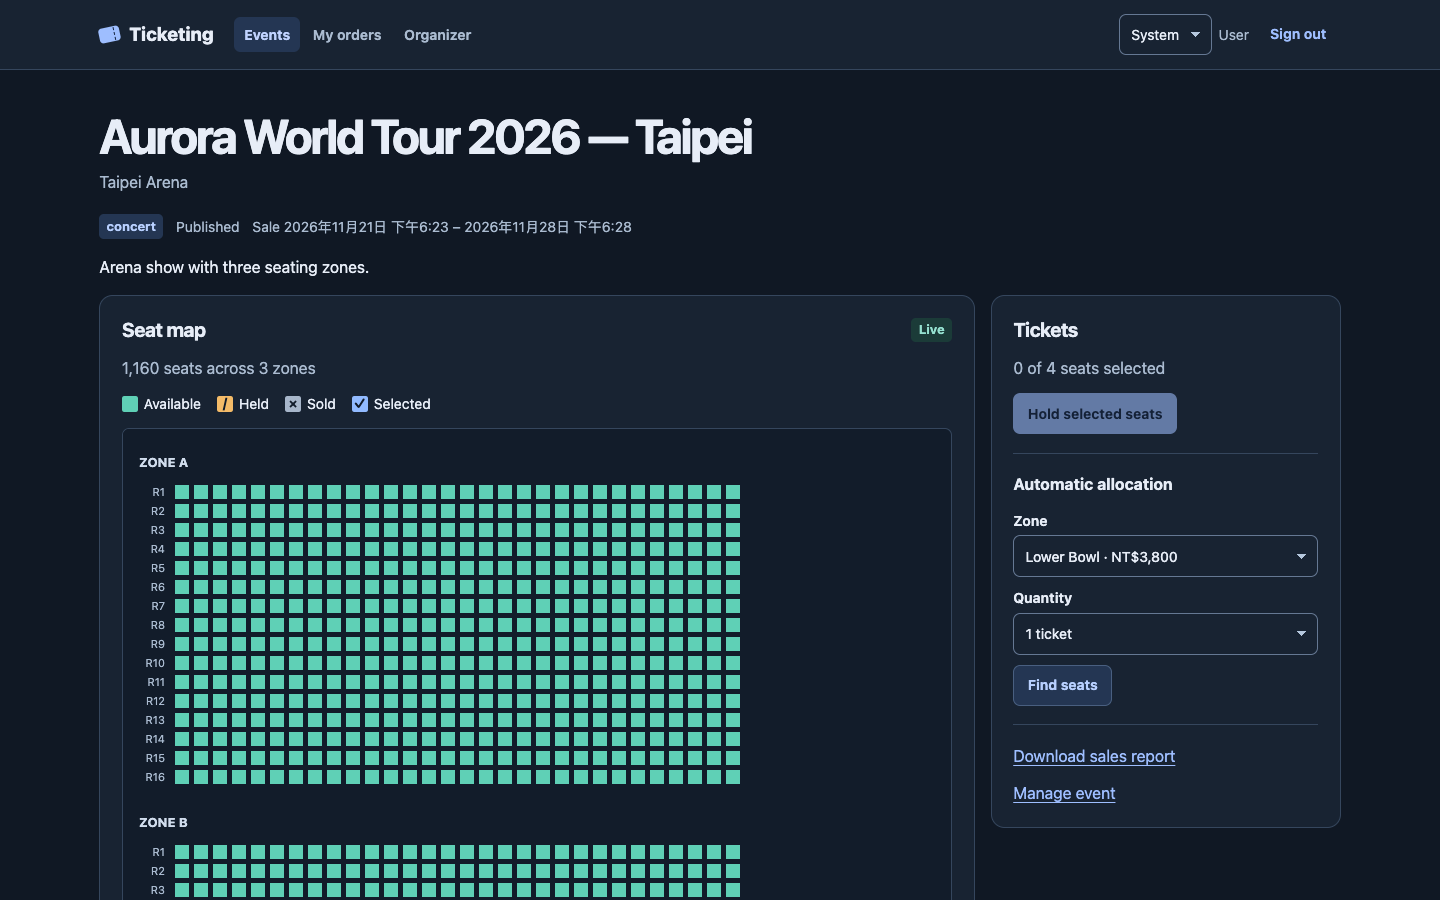 Ticketing
Events
My orders
Organizer
System
User
Sign out
Aurora World Tour 2026 — Taipei
Taipei Arena
concert
Published
Sale 2026年11月21日 下午6:23 – 2026年11月28日 下午6:28
Arena show with three seating zones.
Seat map
Live
1,160 seats across 3 zones
Available
Held
Sold
Selected
ZONE A
R1
R2
R3
R4
R5
R6
R7
R8
R9
R10
R11
R12
R13
R14
R15
R16
ZONE B
R1
R2
R3
Tickets
0 of 4 seats selected
Hold selected seats
Automatic allocation
Zone
Lower Bowl · NT$3,800
Quantity
1 ticket
Find seats
Download sales report
Manage event